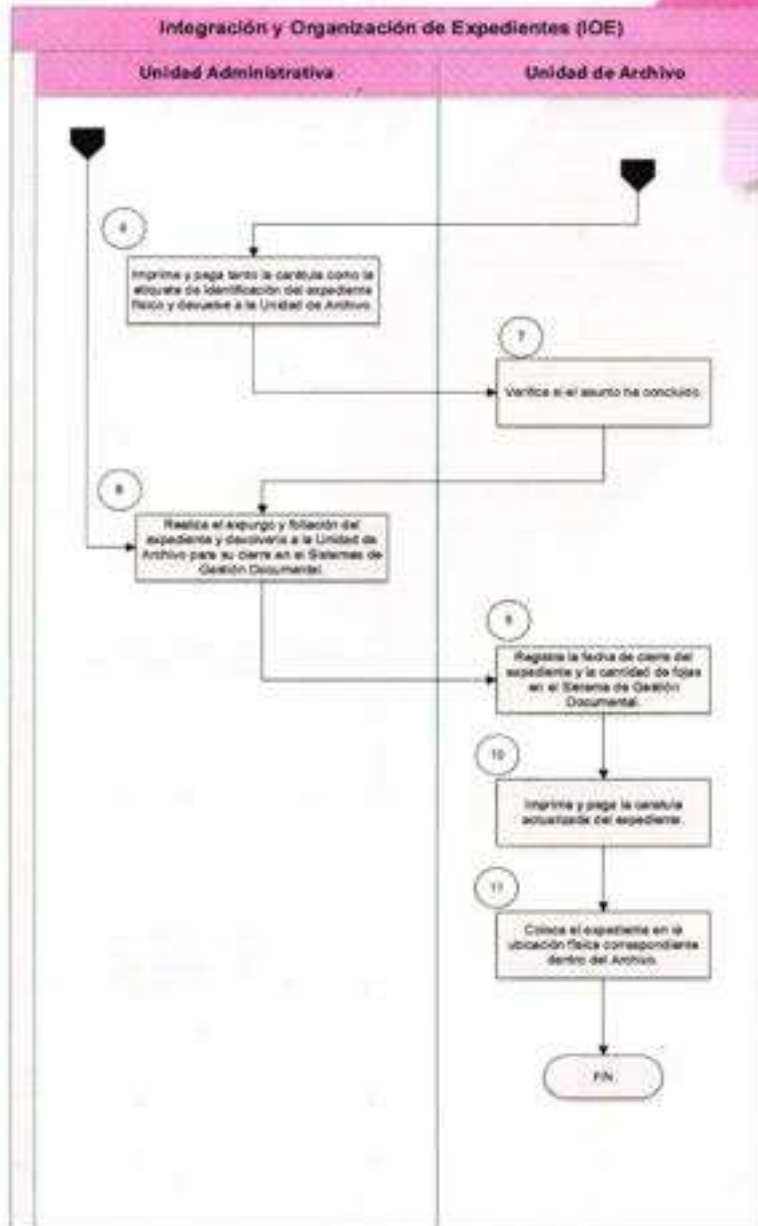 Integración y Organización de Expedientes (IOE)
Unidad Administrativa
Unidad de Archivo
Imprime y pega tanto la carátula como la
etiqueta de identificación del expediente
físico y devuelve a la Unidad de Archivo.
7
Verifica si el asunto ha concluido.
Realiza el expurgo y foliación del
expediente y devolverlo a la Unidad de
Archivo para su cierre en el Sistemas de
Gestión Documental.
9
Registra la fecha de cierre del
expediente y la cantidad de fojas
en el Sistema de Gestión
Documental.
10
Imprime y pega la carátula
actualizada del expediente.
11
Coloca el expediente en la
ubicación física correspondiente
dentro del Archivo.
FIN